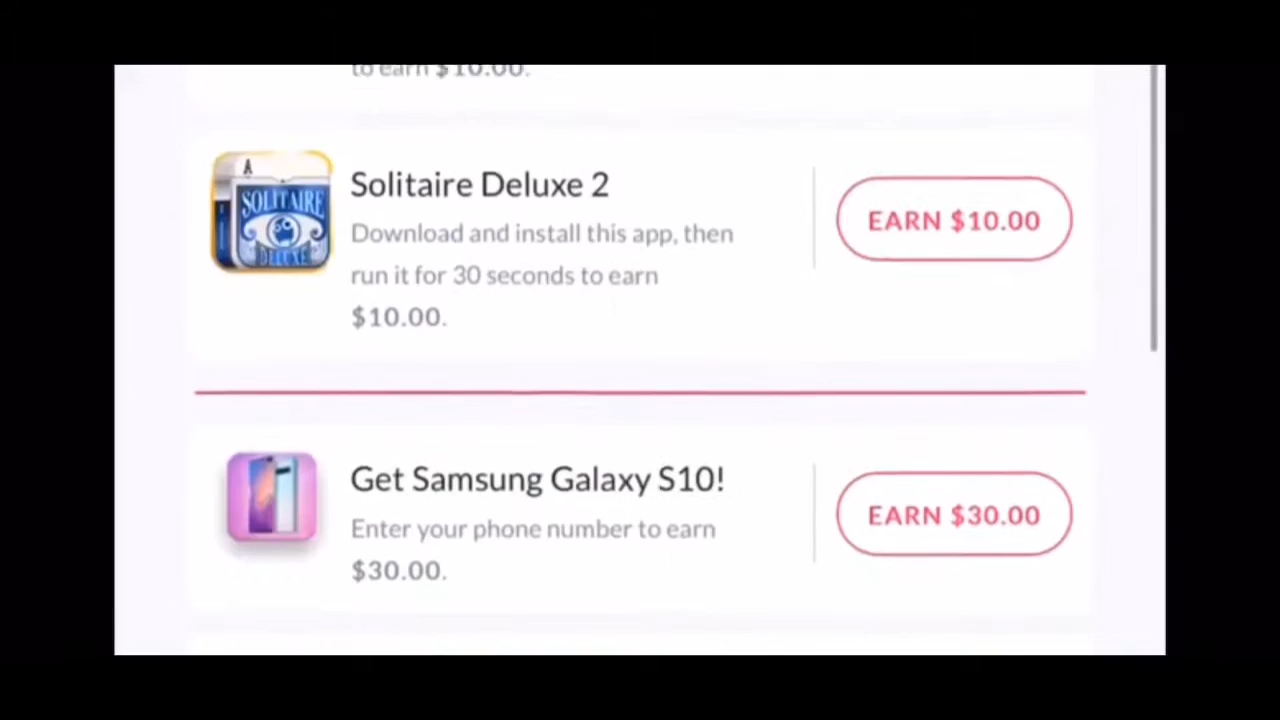 to earn $10.00.
Solitaire Deluxe 2
Download and install this app, then
run it for 30 seconds to earn
$10.00.
EARN $10.00
A
SOLITAIRE
DELUXE
Get Samsung Galaxy S10!
Enter your phone number to earn
$30.00.
EARN $30.00